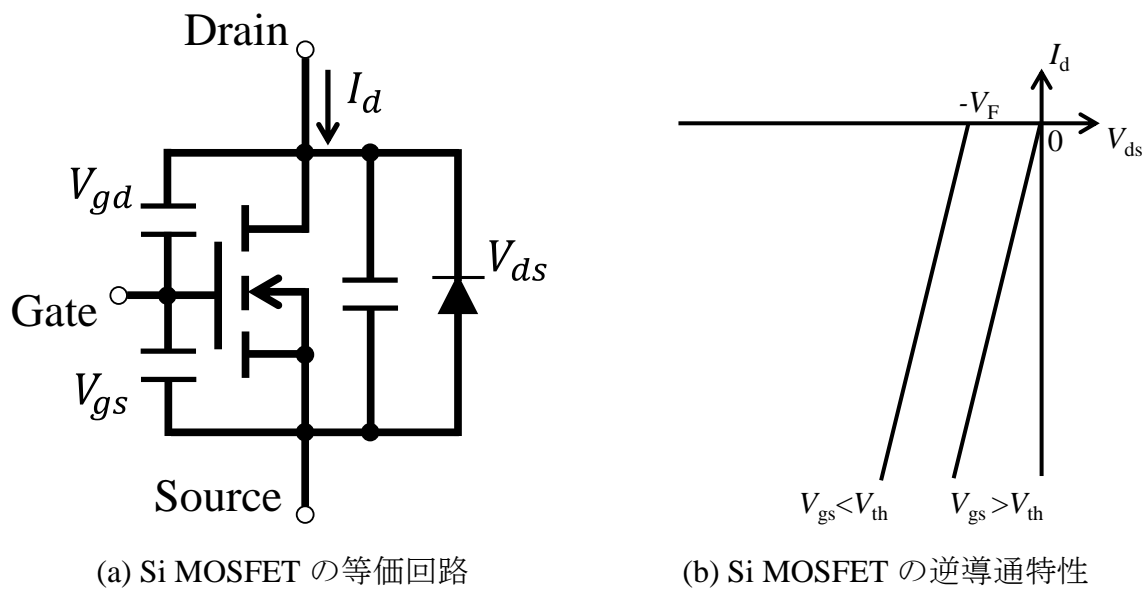 Drain
I_d
V_gd
V_ds
Gate
V_gs
Source
(a) Si MOSFET の等価回路
I_d
-V_F
0
V_ds
V_gs<V_th
V_gs >V_th
(b) Si MOSFET の逆導通特性